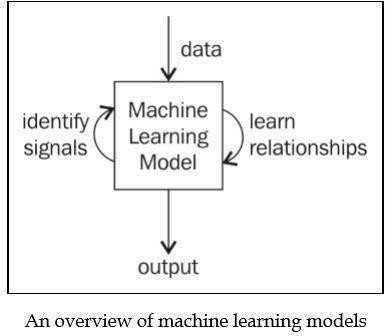 data
identify
signals
Machine
Learning
Model
learn
relationships
output
An overview of machine learning models